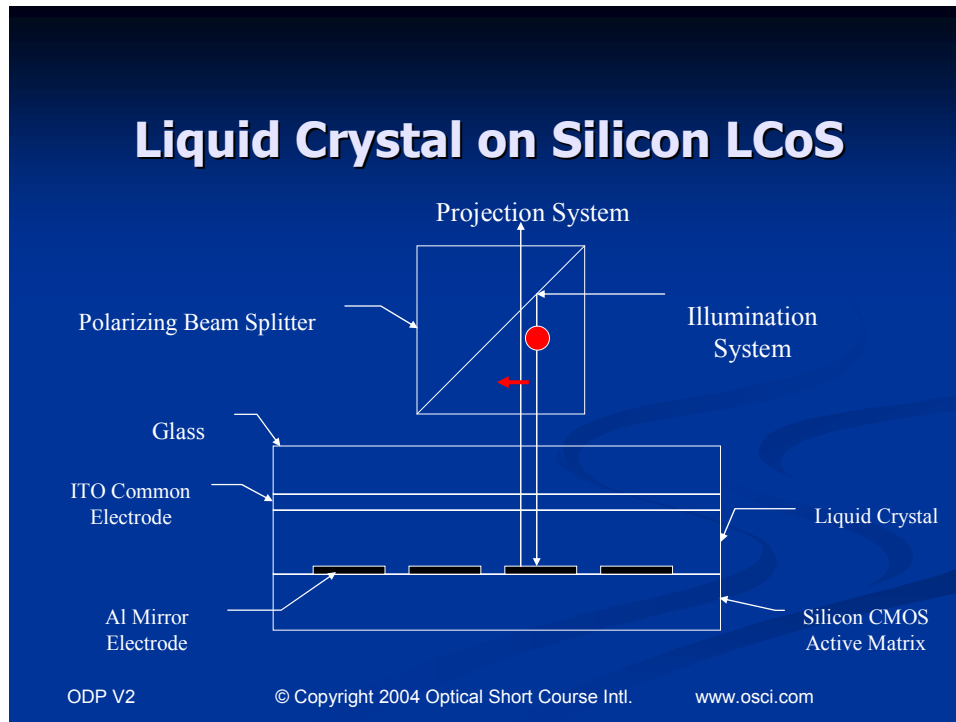 Liquid Crystal on Silicon LCoS
Projection System
Polarizing Beam Splitter
Illumination
System
Glass
ITO Common
Electrode
Liquid Crystal
Al Mirror
Electrode
Silicon CMOS
Active Matrix
ODP V2
© Copyright 2004 Optical Short Course Intl.
www.osci.com